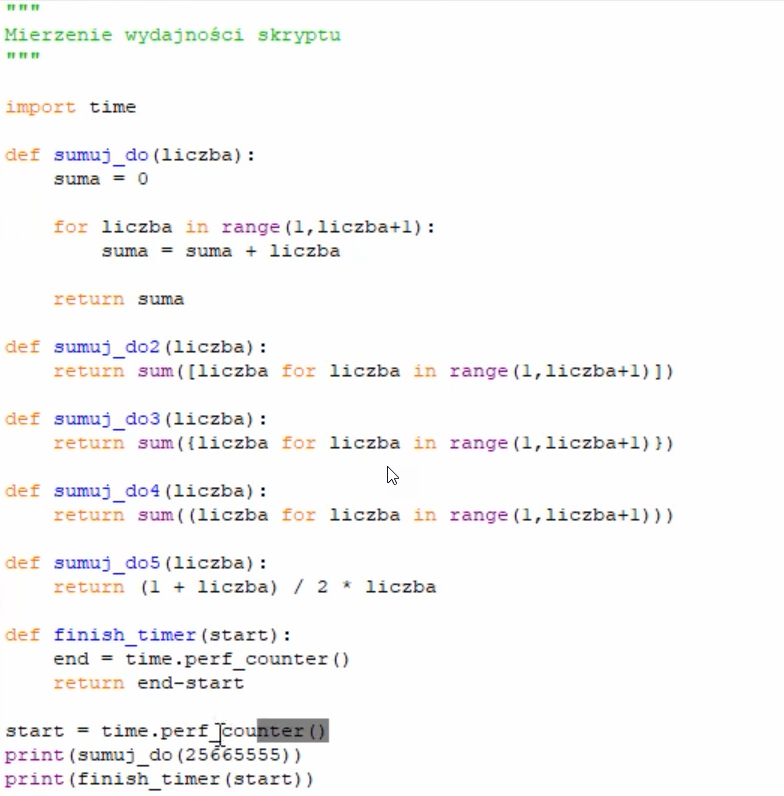 """
Mierzenie wydajności skryptu
"""
import time
def sumuj_do(liczba):
    suma = 0
    for liczba in range(1,liczba+1):
        suma = suma + liczba
    return suma
def sumuj_do2(liczba):
    return sum([liczba for liczba in range(1,liczba+1)])
def sumuj_do3(liczba):
    return sum({liczba for liczba in range(1,liczba+1)})
def sumuj_do4(liczba):
    return sum((liczba for liczba in range(1,liczba+1)))
def sumuj_do5(liczba):
    return (1 + liczba) / 2 * liczba
def finish_timer(start):
    end = time.perf_counter()
    return end-start
start = time.perf_counter()
print(sumuj_do(25665555))
print(finish_timer(start))